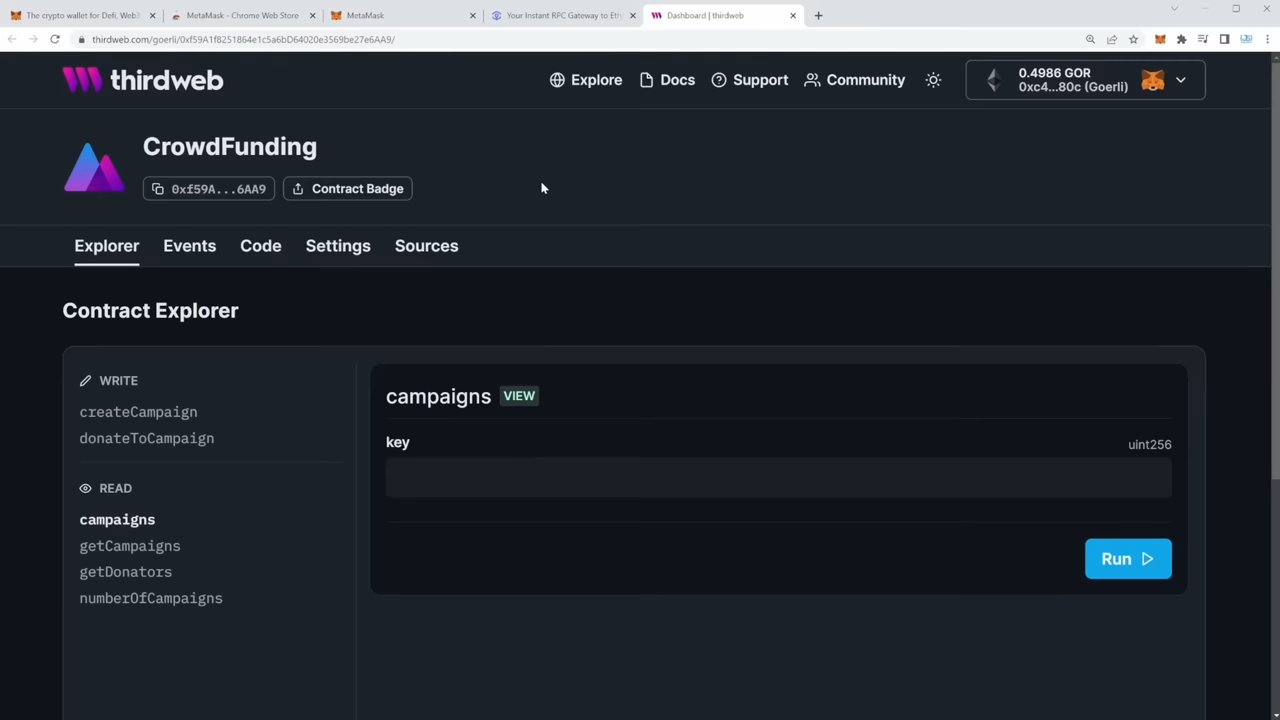 The crypto wallet for Defi, Web3
MetaMask - Chrome Web Store
MetaMask
Your Instant RPC Gateway to Eth
Dashboard | thirdweb
thirdweb.com/goerli/0xf59A1f8251864e1c5a6bD64020e3569be27e6AA9/
thirdweb
Explore
Docs
Support
Community
0.4986 GOR
0xc4...80c (Goerli)
CrowdFunding
0xf59A...6AA9
Contract Badge
Explorer
Events
Code
Settings
Sources
Contract Explorer
WRITE
createCampaign
donateToCampaign
READ
campaigns
getCampaigns
getDonators
numberOfCampaigns
campaigns VIEW
key
uint256
Run